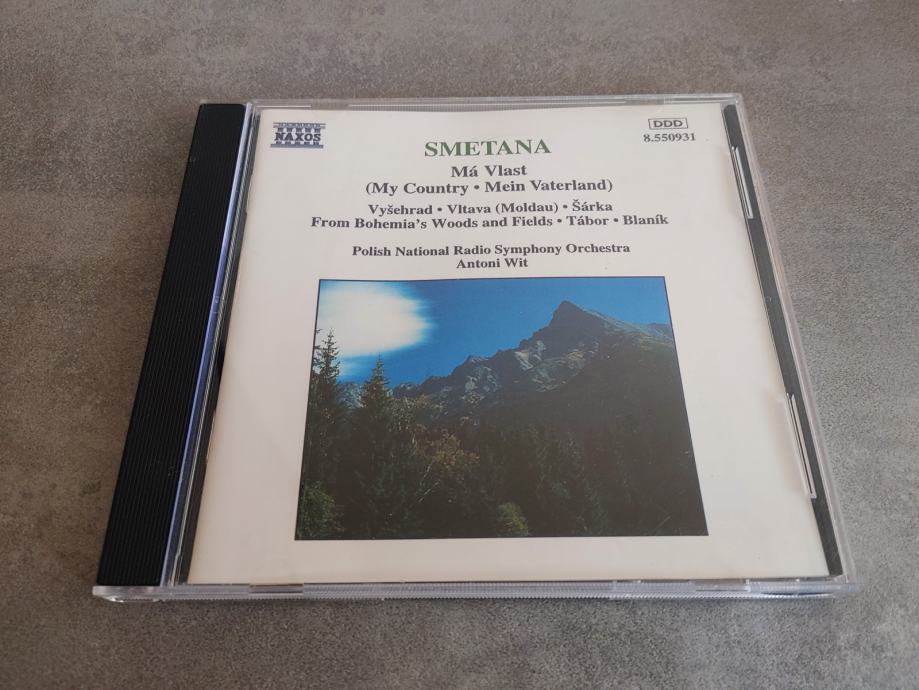 NAXOS
DDD
8.550931
SMETANA
Má Vlast
(My Country • Mein Vaterland)
Vyšehrad • Vltava (Moldau) • Šárka
From Bohemia's Woods and Fields • Tábor • Blaník
Polish National Radio Symphony Orchestra
Antoni Wit